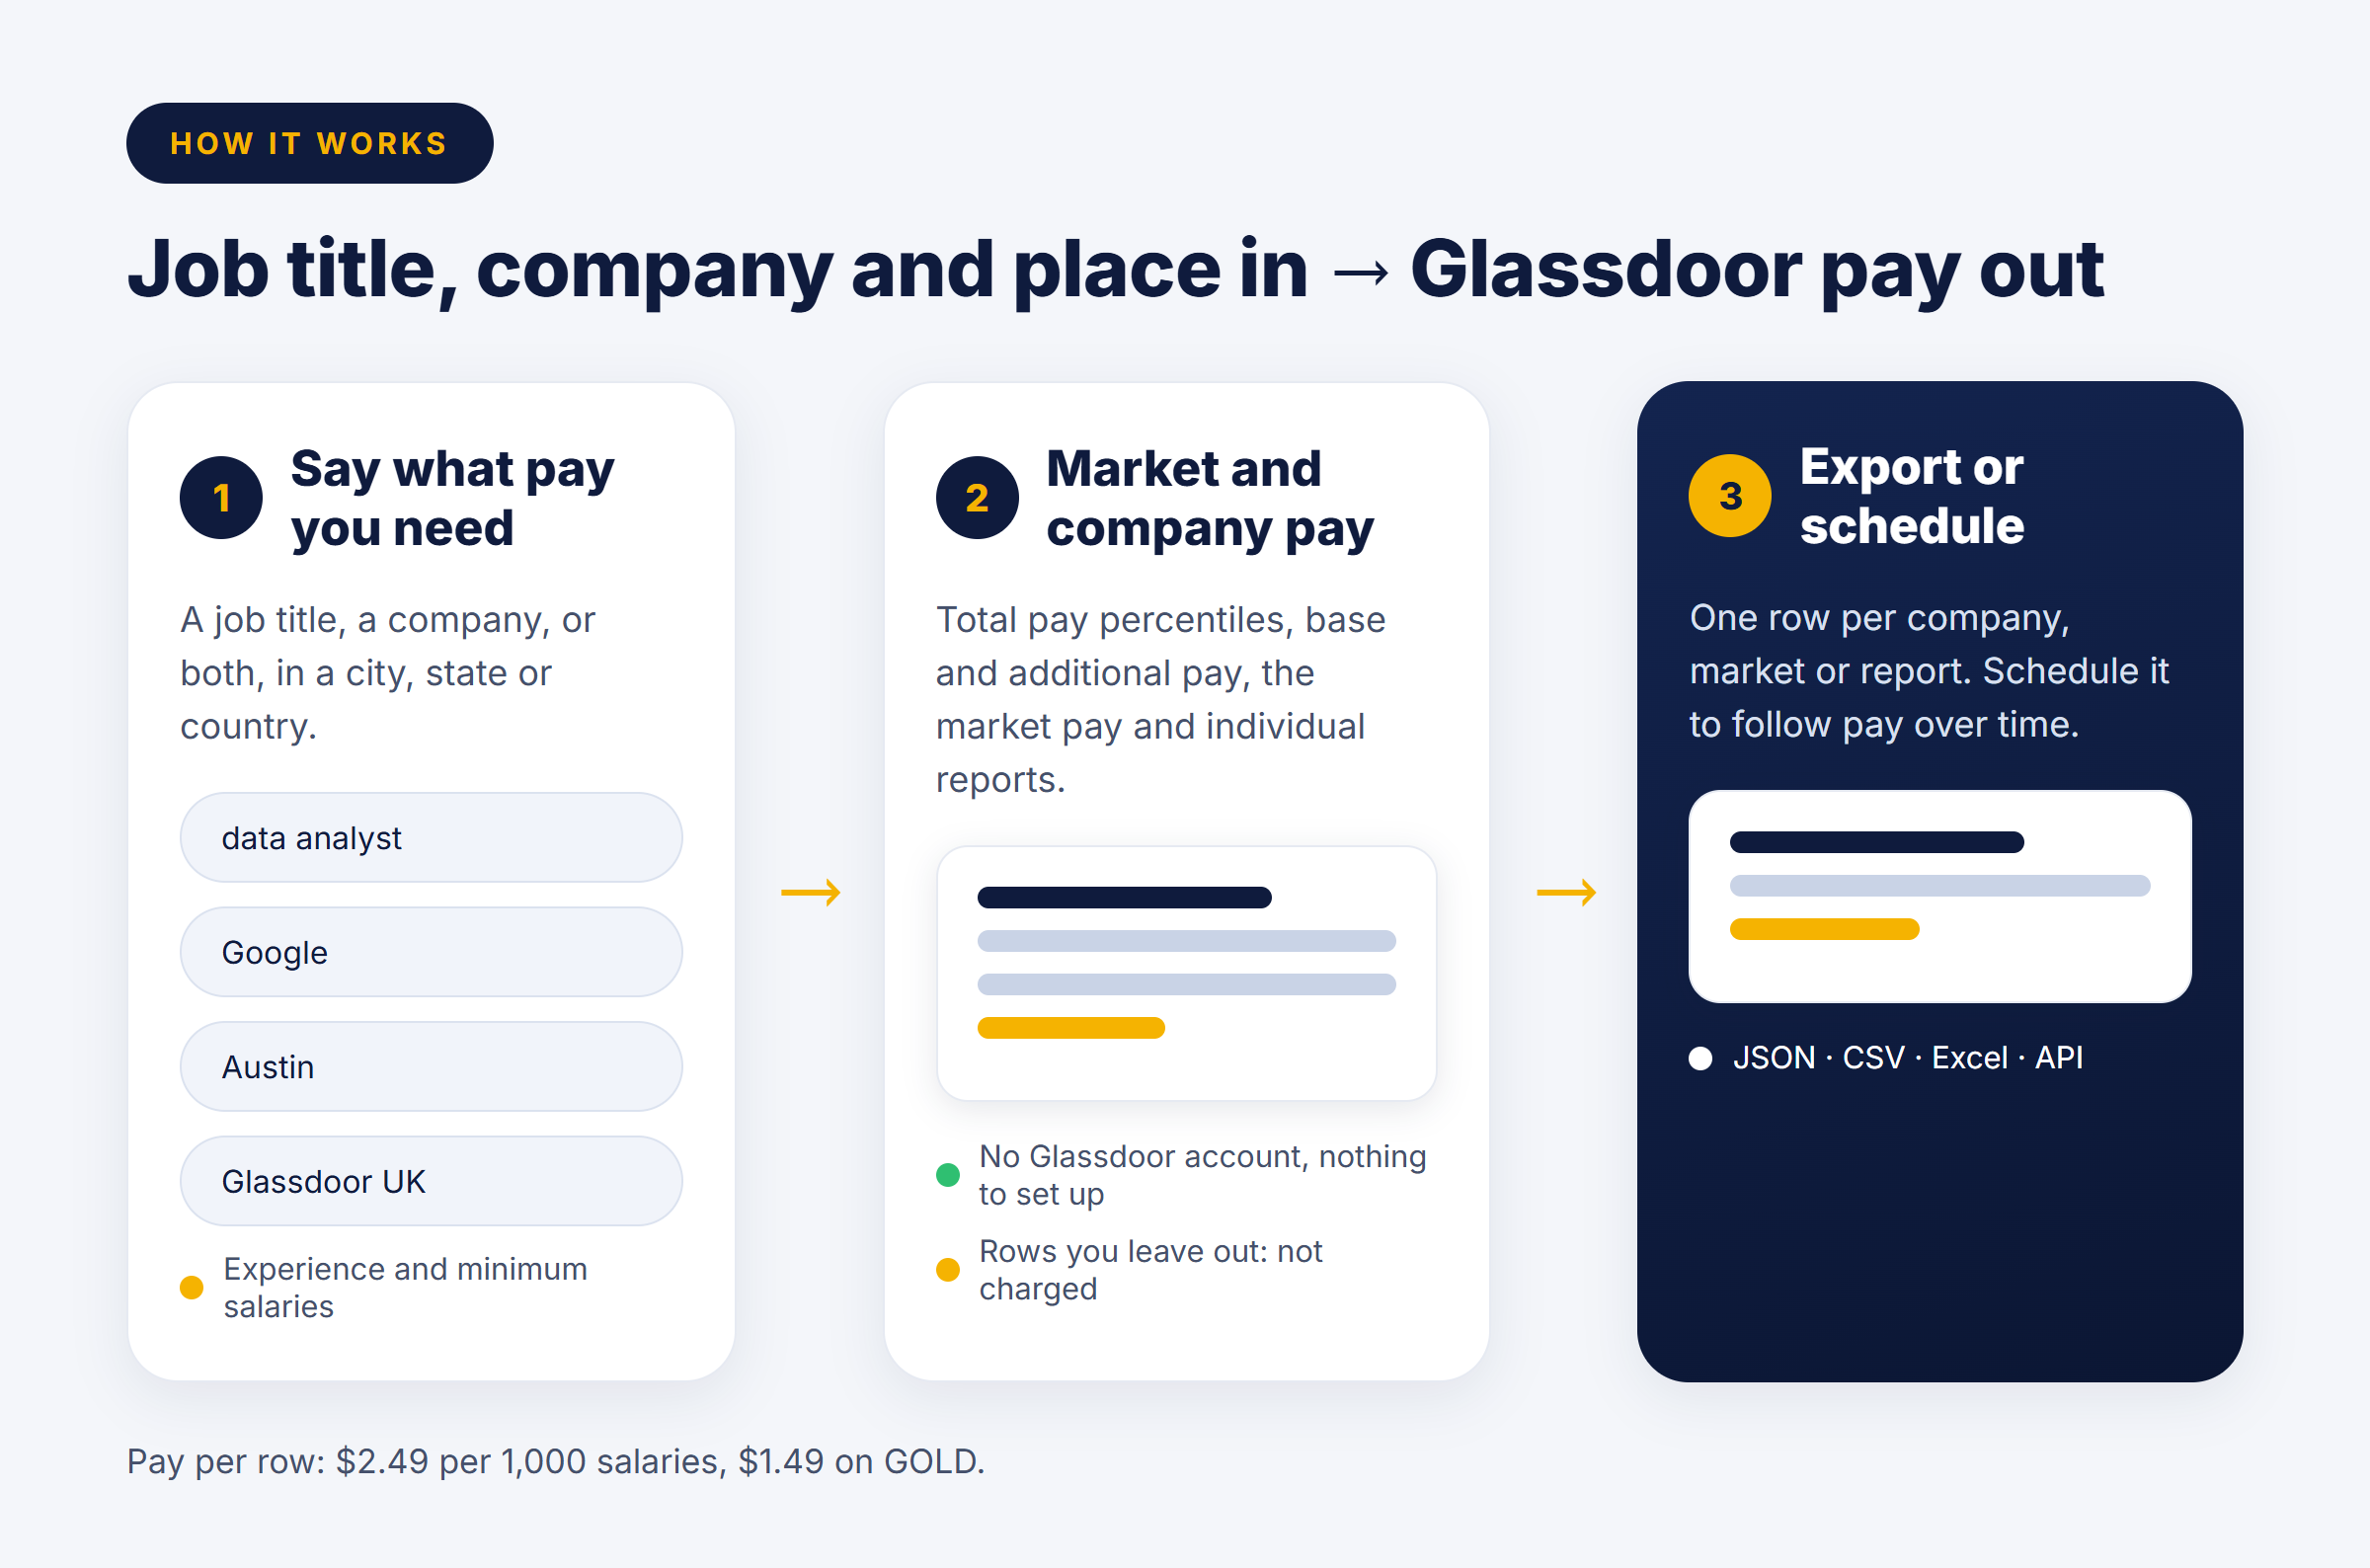 HOW IT WORKS
Job title, company and place in → Glassdoor pay out
1
Say what pay
you need
A job title, a company, or
both, in a city, state or
country.
data analyst
Google
Austin
Glassdoor UK
Experience and minimum
salaries
→
2
Market and
company pay
Total pay percentiles, base
and additional pay, the
market pay and individual
reports.
No Glassdoor account, nothing
to set up
Rows you leave out: not
charged
→
3
Export or
schedule
One row per company,
market or report. Schedule it
to follow pay over time.
JSON · CSV · Excel · API
Pay per row: $2.49 per 1,000 salaries, $1.49 on GOLD.